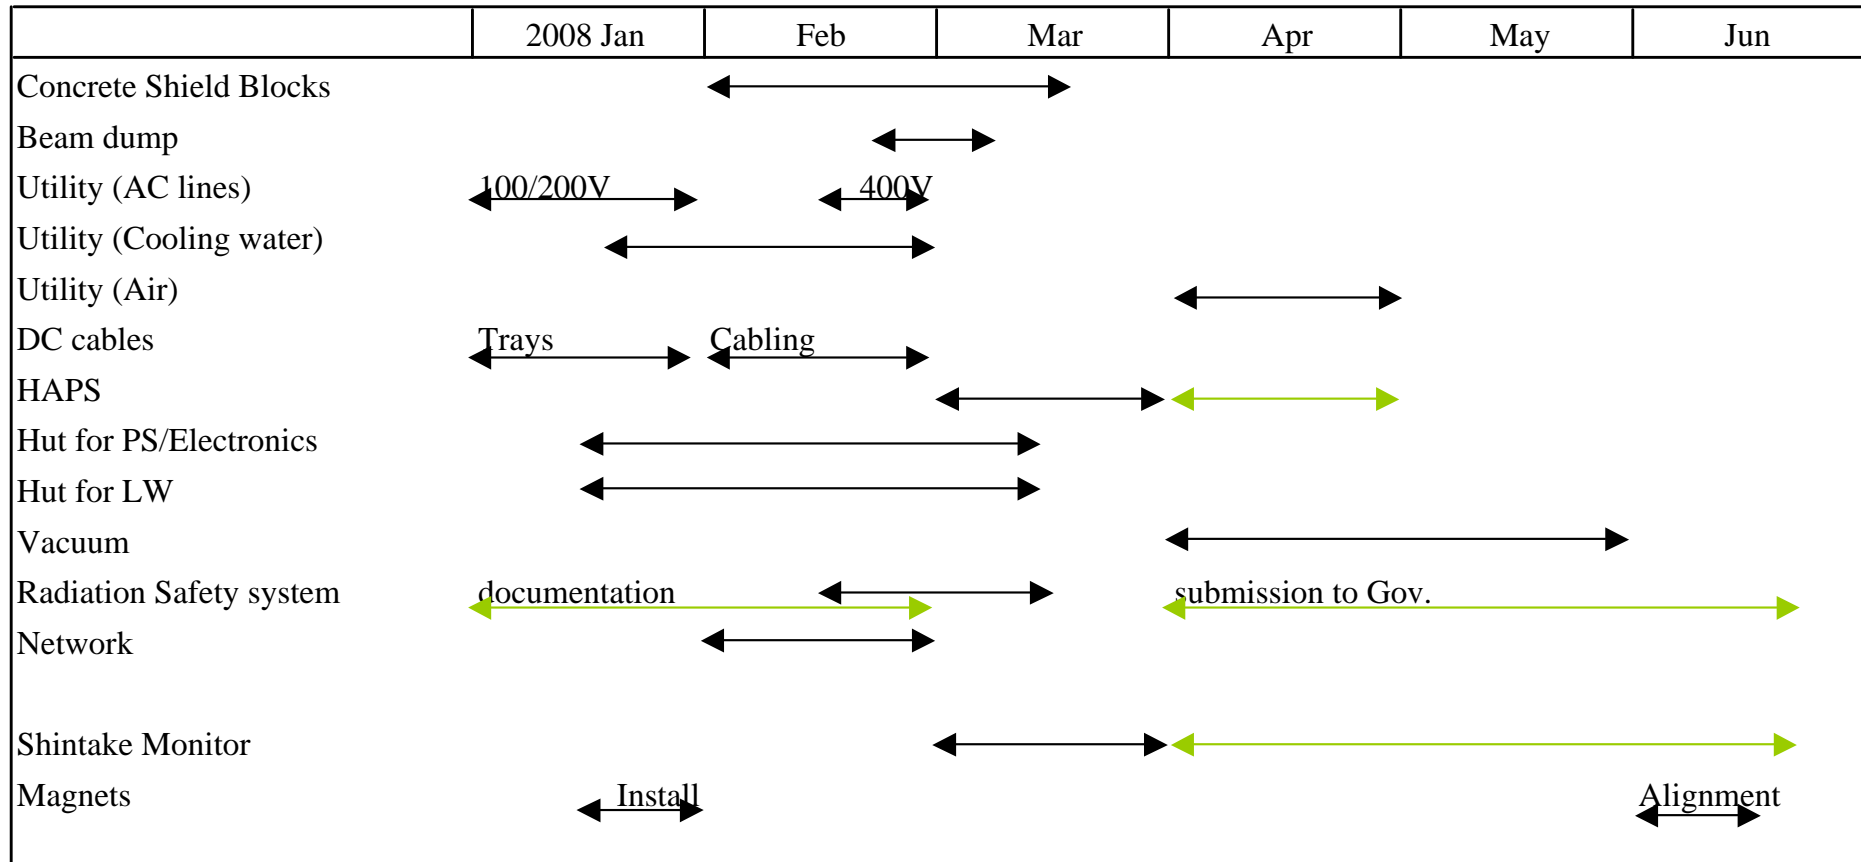 2008 Jan Feb Mar Apr May Jun
Concrete Shield Blocks
Beam dump
Utility (AC lines) 100/200V 400V
Utility (Cooling water)
Utility (Air)
DC cables Trays Cabling
HAPS
Hut for PS/Electronics
Hut for LW
Vacuum
Radiation Safety system documentation submission to Gov.
Network
Shintake Monitor
Magnets Install Alignment